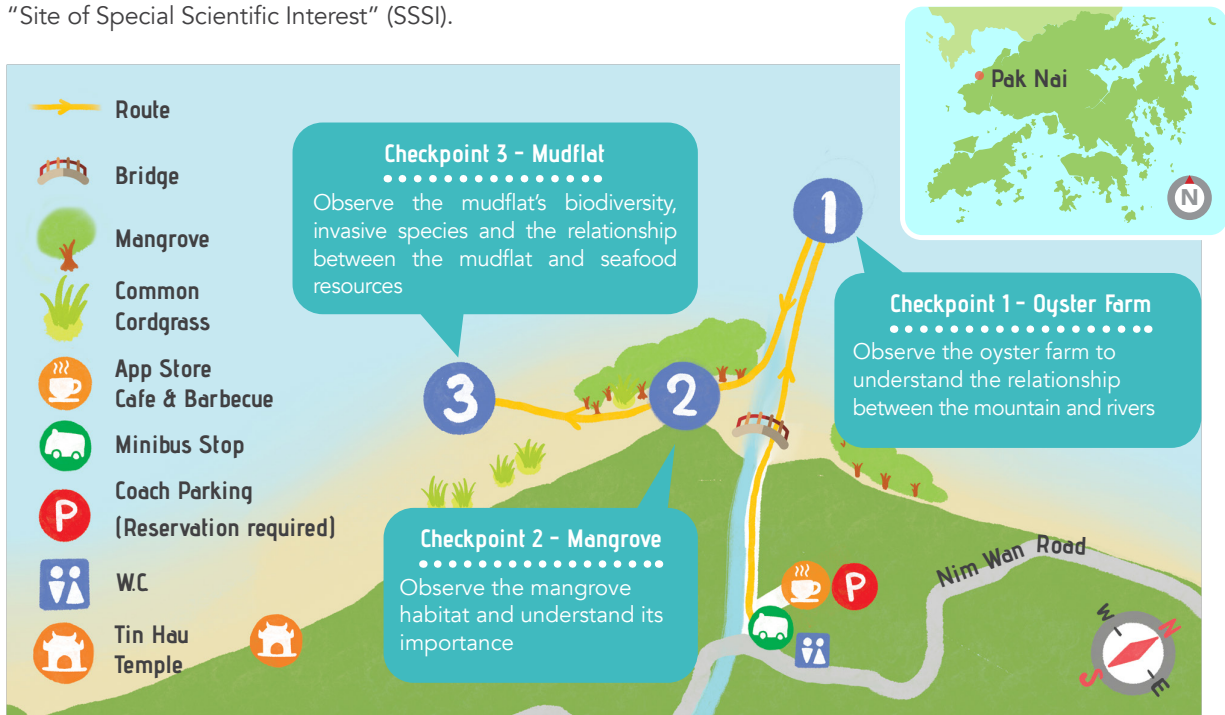 “Site of Special Scientific Interest” (SSSI).
Pak Nai
N
Route
Bridge
Mangrove
Common
Cordgrass
App Store
Cafe & Barbecue
Minibus Stop
P
Coach Parking
(Reservation required)
W.C
Tin Hau
Temple
Checkpoint 3 - Mudflat
Observe the mudflat’s biodiversity,
invasive species and the relationship
between the mudflat and seafood
resources
1
Checkpoint 1 - Oyster Farm
Observe the oyster farm to
understand the relationship
between the mountain and rivers
3
2
Checkpoint 2 - Mangrove
Observe the mangrove
habitat and understand its
importance
P
Nim Wan Road
W
N
S
E